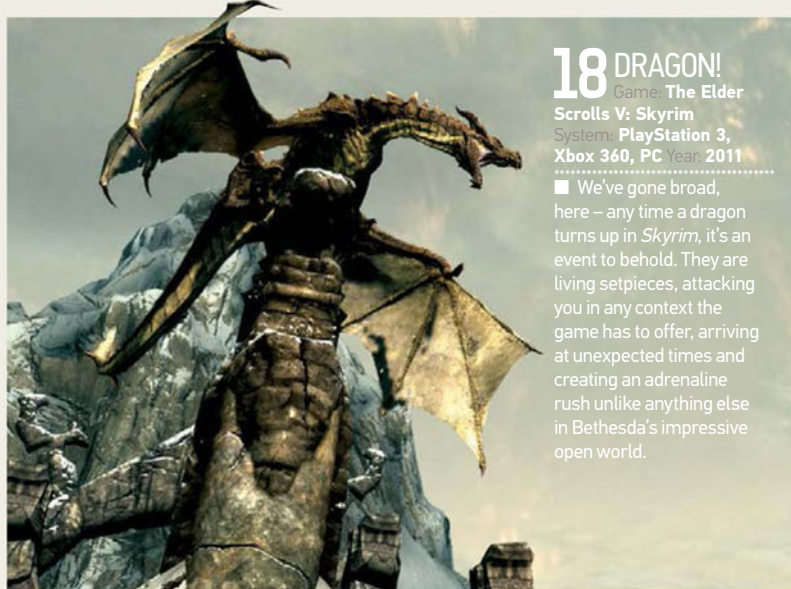 18 DRAGON!
Game: The Elder
Scrolls V: Skyrim
System: PlayStation 3,
Xbox 360, PC Year: 2011
■ We've gone broad,
here – any time a dragon
turns up in Skyrim, it's an
event to behold. They are
living setpieces, attacking
you in any context the
game has to offer, arriving
at unexpected times and
creating an adrenaline
rush unlike anything else
in Bethesda's impressive
open world.